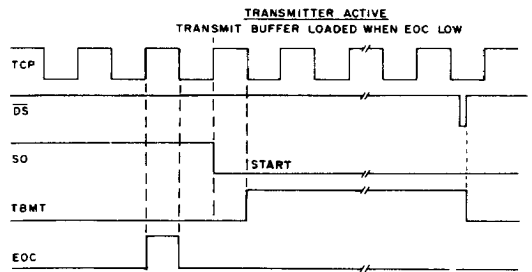 TRANSMITTER ACTIVE
TRANSMIT BUFFER LOADED WHEN EOC LOW
TCP
DS
SO
START
TBMT
EOC